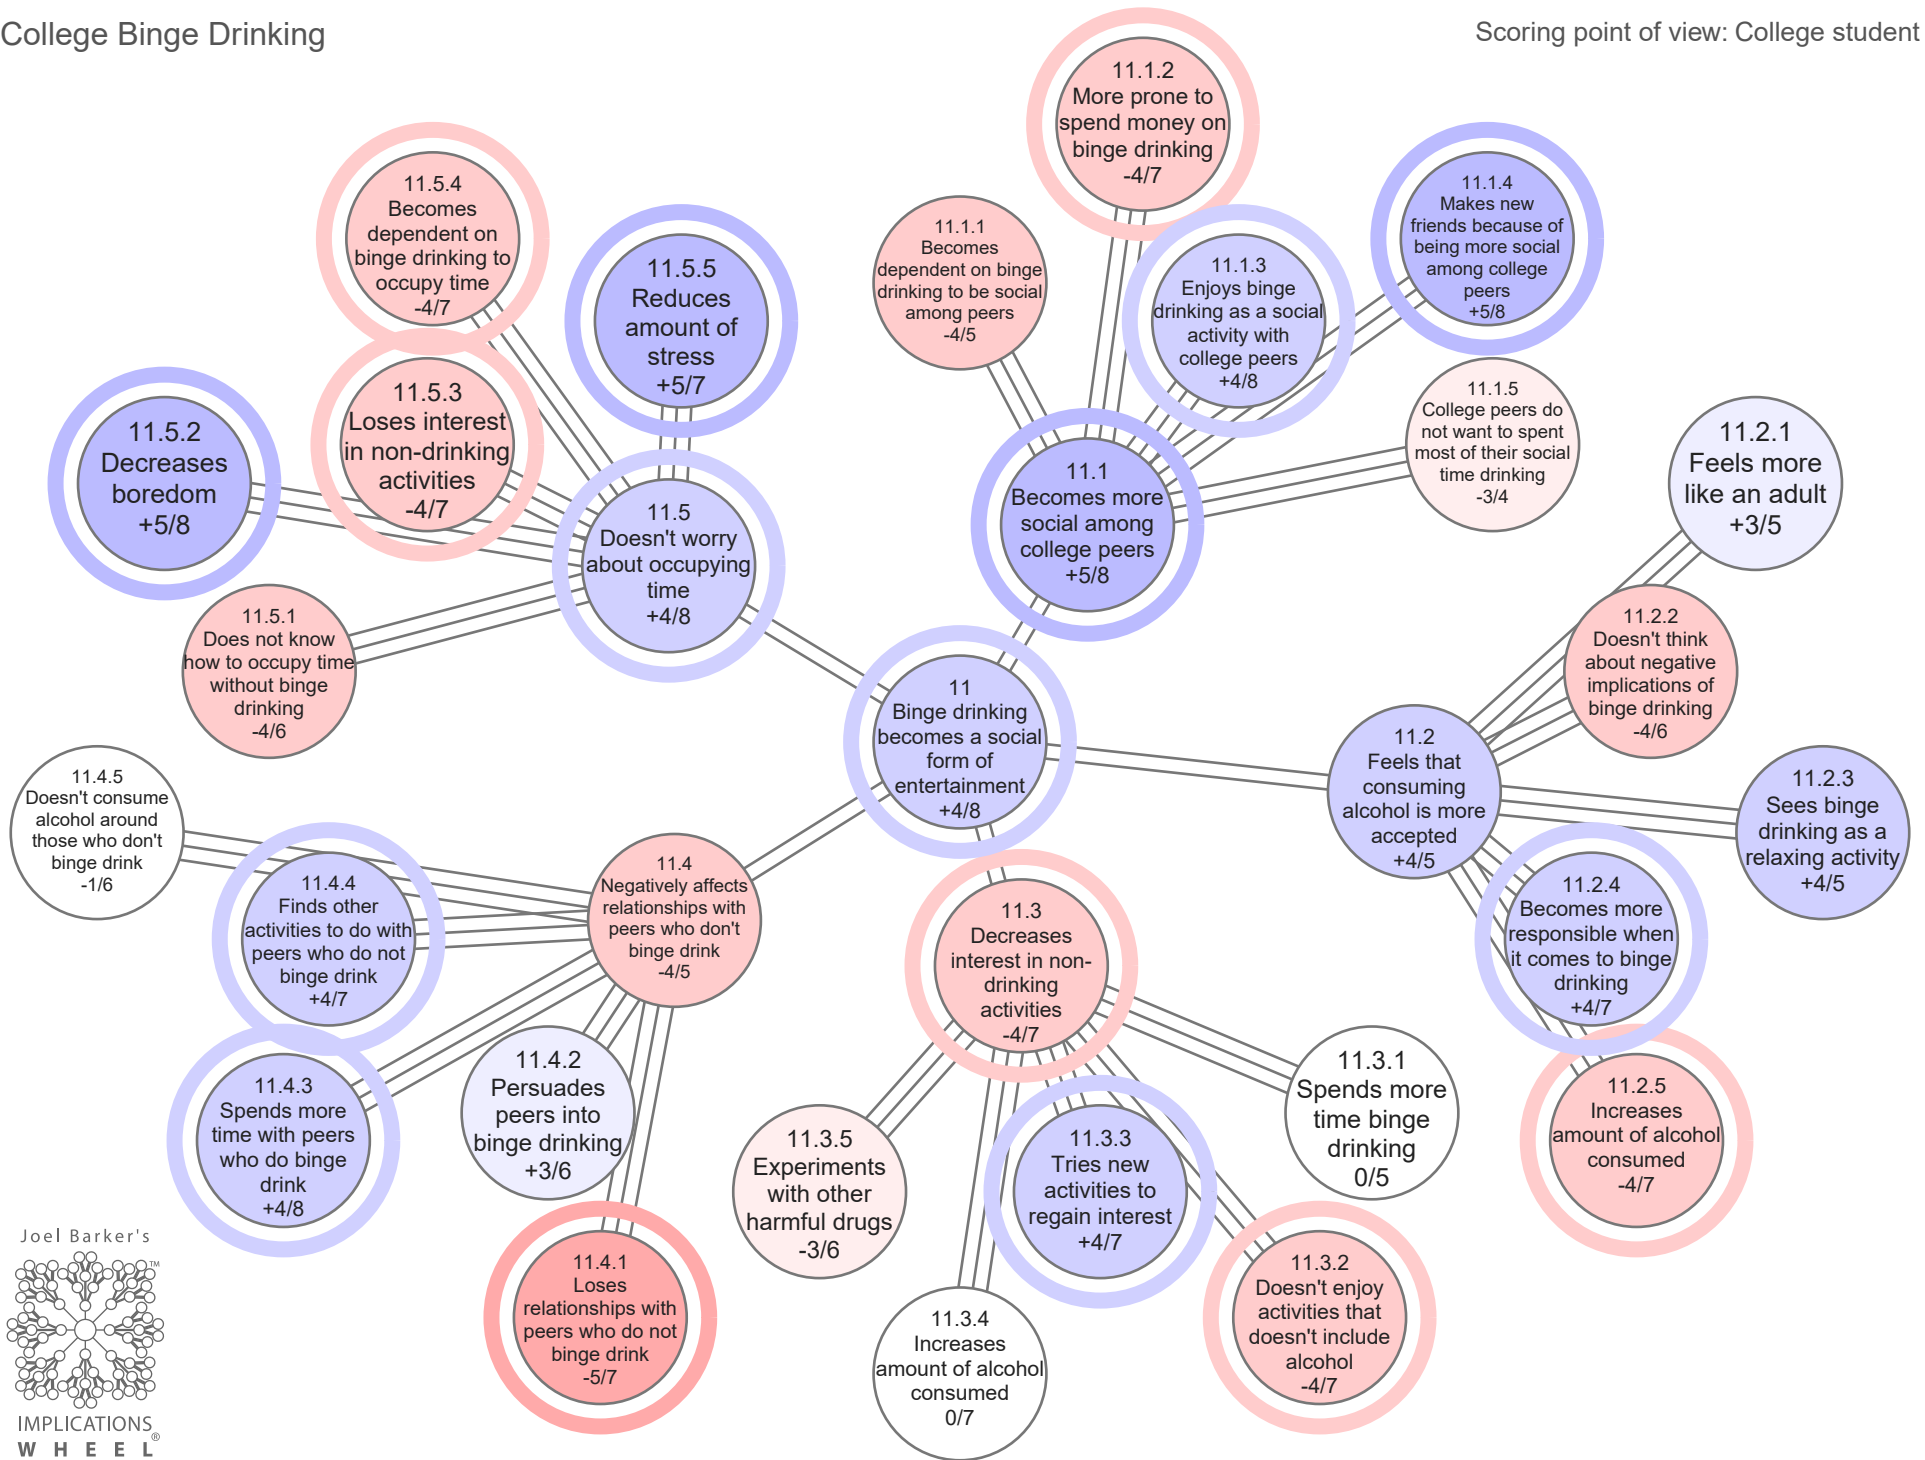 College Binge Drinking
Scoring point of view: College student
11.1.2
More prone to
spend money on
binge drinking
-4/7
11.5.4
Becomes
dependent on
binge drinking to
occupy time
-4/7
11.1.4
Makes new
friends because of
being more social
among college
peers
+5/8
11.1.1
Becomes
dependent on binge
drinking to be social
among peers
-4/5
11.5.5
Reduces
amount of
stress
+5/7
11.1.3
Enjoys binge
drinking as a social
activity with
college peers
+4/8
11.5.3
Loses interest
in non-drinking
activities
-4/7
11.1.5
College peers do
not want to spent
most of their social
time drinking
-3/4
11.5.2
Decreases
boredom
+5/8
11.2.1
Feels more
like an adult
+3/5
11.1
Becomes more
social among
college peers
+5/8
11.5
Doesn't worry
about occupying
time
+4/8
11.5.1
Does not know
how to occupy time
without binge
drinking
-4/6
11.2.2
Doesn't think
about negative
implications of
binge drinking
-4/6
11
Binge drinking
becomes a social
form of
entertainment
+4/8
11.2
Feels that
consuming
alcohol is more
accepted
+4/5
11.4.5
Doesn't consume
alcohol around
those who don't
binge drink
-1/6
11.2.3
Sees binge
drinking as a
relaxing activity
+4/5
11.4
Negatively affects
relationships with
peers who don't
binge drink
-4/5
11.4.4
Finds other
activities to do with
peers who do not
binge drink
+4/7
11.2.4
Becomes more
responsible when
it comes to binge
drinking
+4/7
11.3
Decreases
interest in non-
drinking
activities
-4/7
11.4.3
Spends more
time with peers
who do binge
drink
+4/8
11.4.2
Persuades
peers into
binge drinking
+3/6
11.3.1
Spends more
time binge
drinking
0/5
11.2.5
Increases
amount of alcohol
consumed
-4/7
11.3.5
Experiments
with other
harmful drugs
-3/6
11.3.3
Tries new
activities to
regain interest
+4/7
11.4.1
Loses
relationships with
peers who do not
binge drink
-5/7
11.3.2
Doesn't enjoy
activities that
doesn't include
alcohol
-4/7
11.3.4
Increases
amount of alcohol
consumed
0/7
Joel Barker's
TM
IMPLICATIONS
WHEEL®